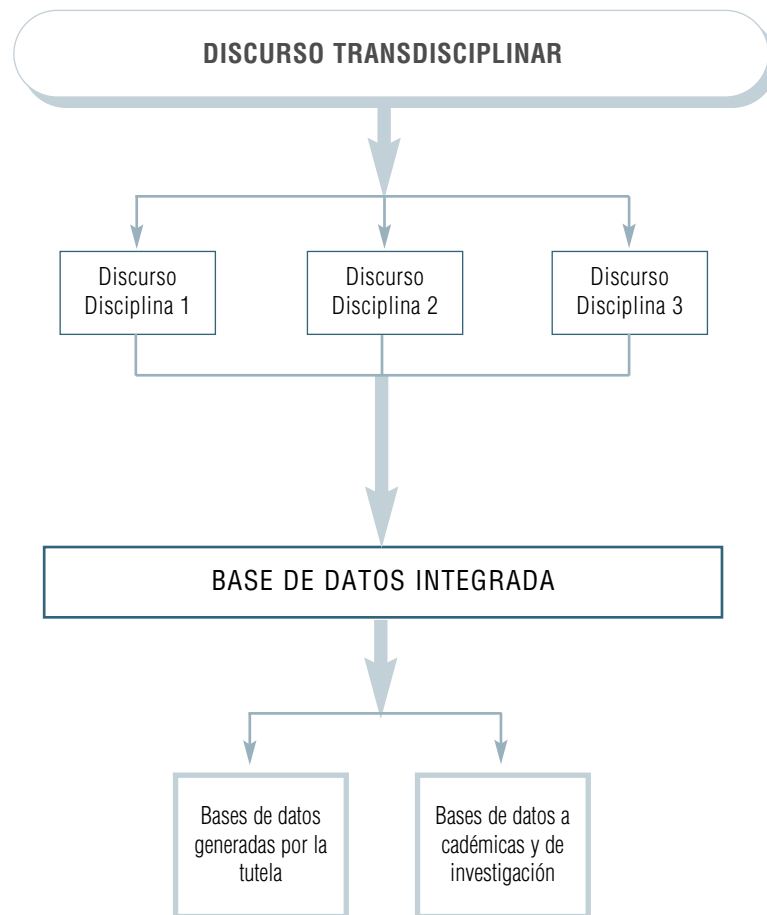 DISCURSO TRANSDISCIPLINAR
Discurso
Disciplina 1
Discurso
Disciplina 2
Discurso
Disciplina 3
BASE DE DATOS INTEGRADA
Bases de datos
generadas por la
tutela
Bases de datos a
cadémicas y de
investigación